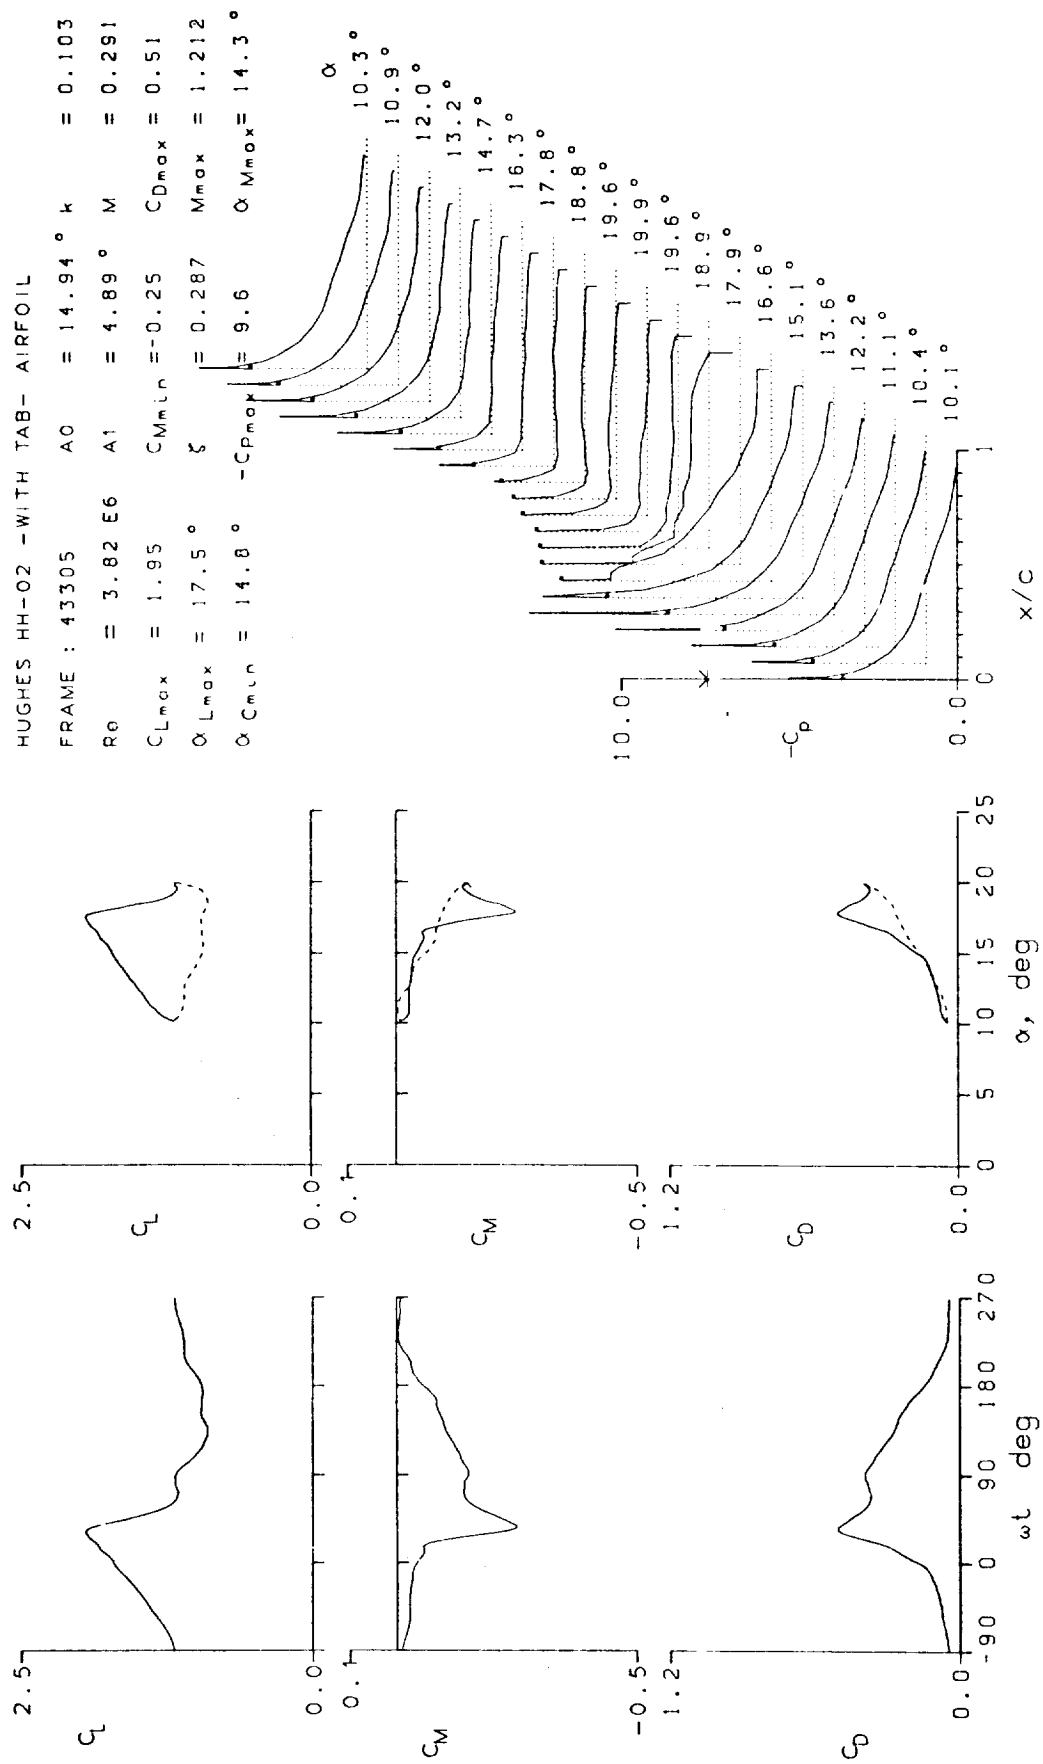 HUGHES HH-02 -WITH TAB- AIRFOIL
FRAME : 43305 A0 = 14.94 ° k = 0.103
Re = 3.82 E6 A1 = 4.89 ° M = 0.291
CLmax = 1.95 CMmin =-0.25 CDmax = 0.51
αLmax = 17.5 ° ζ = 0.287 Mmax = 1.212
αCmin = 14.8 ° -CPmax = 9.6 αMmax = 14.3 °
2.5
CL
0.0
0.1
CM
-0.5
1.2
CD
0.0
-90 0 90 180 270
ωt deg
2.5
CL
0.0
0.1
CM
-0.5
1.2
CD
0.0
0 5 10 15 20 25
α, deg
α
10.3 °
10.9 °
12.0 °
13.2 °
14.7 °
16.3 °
17.8 °
18.8 °
19.6 °
19.9 °
19.6 °
18.9 °
17.9 °
16.6 °
15.1 °
13.6 °
12.2 °
11.1 °
10.4 °
10.1 °
10.0
-Cp
0.0
0 1
x/c